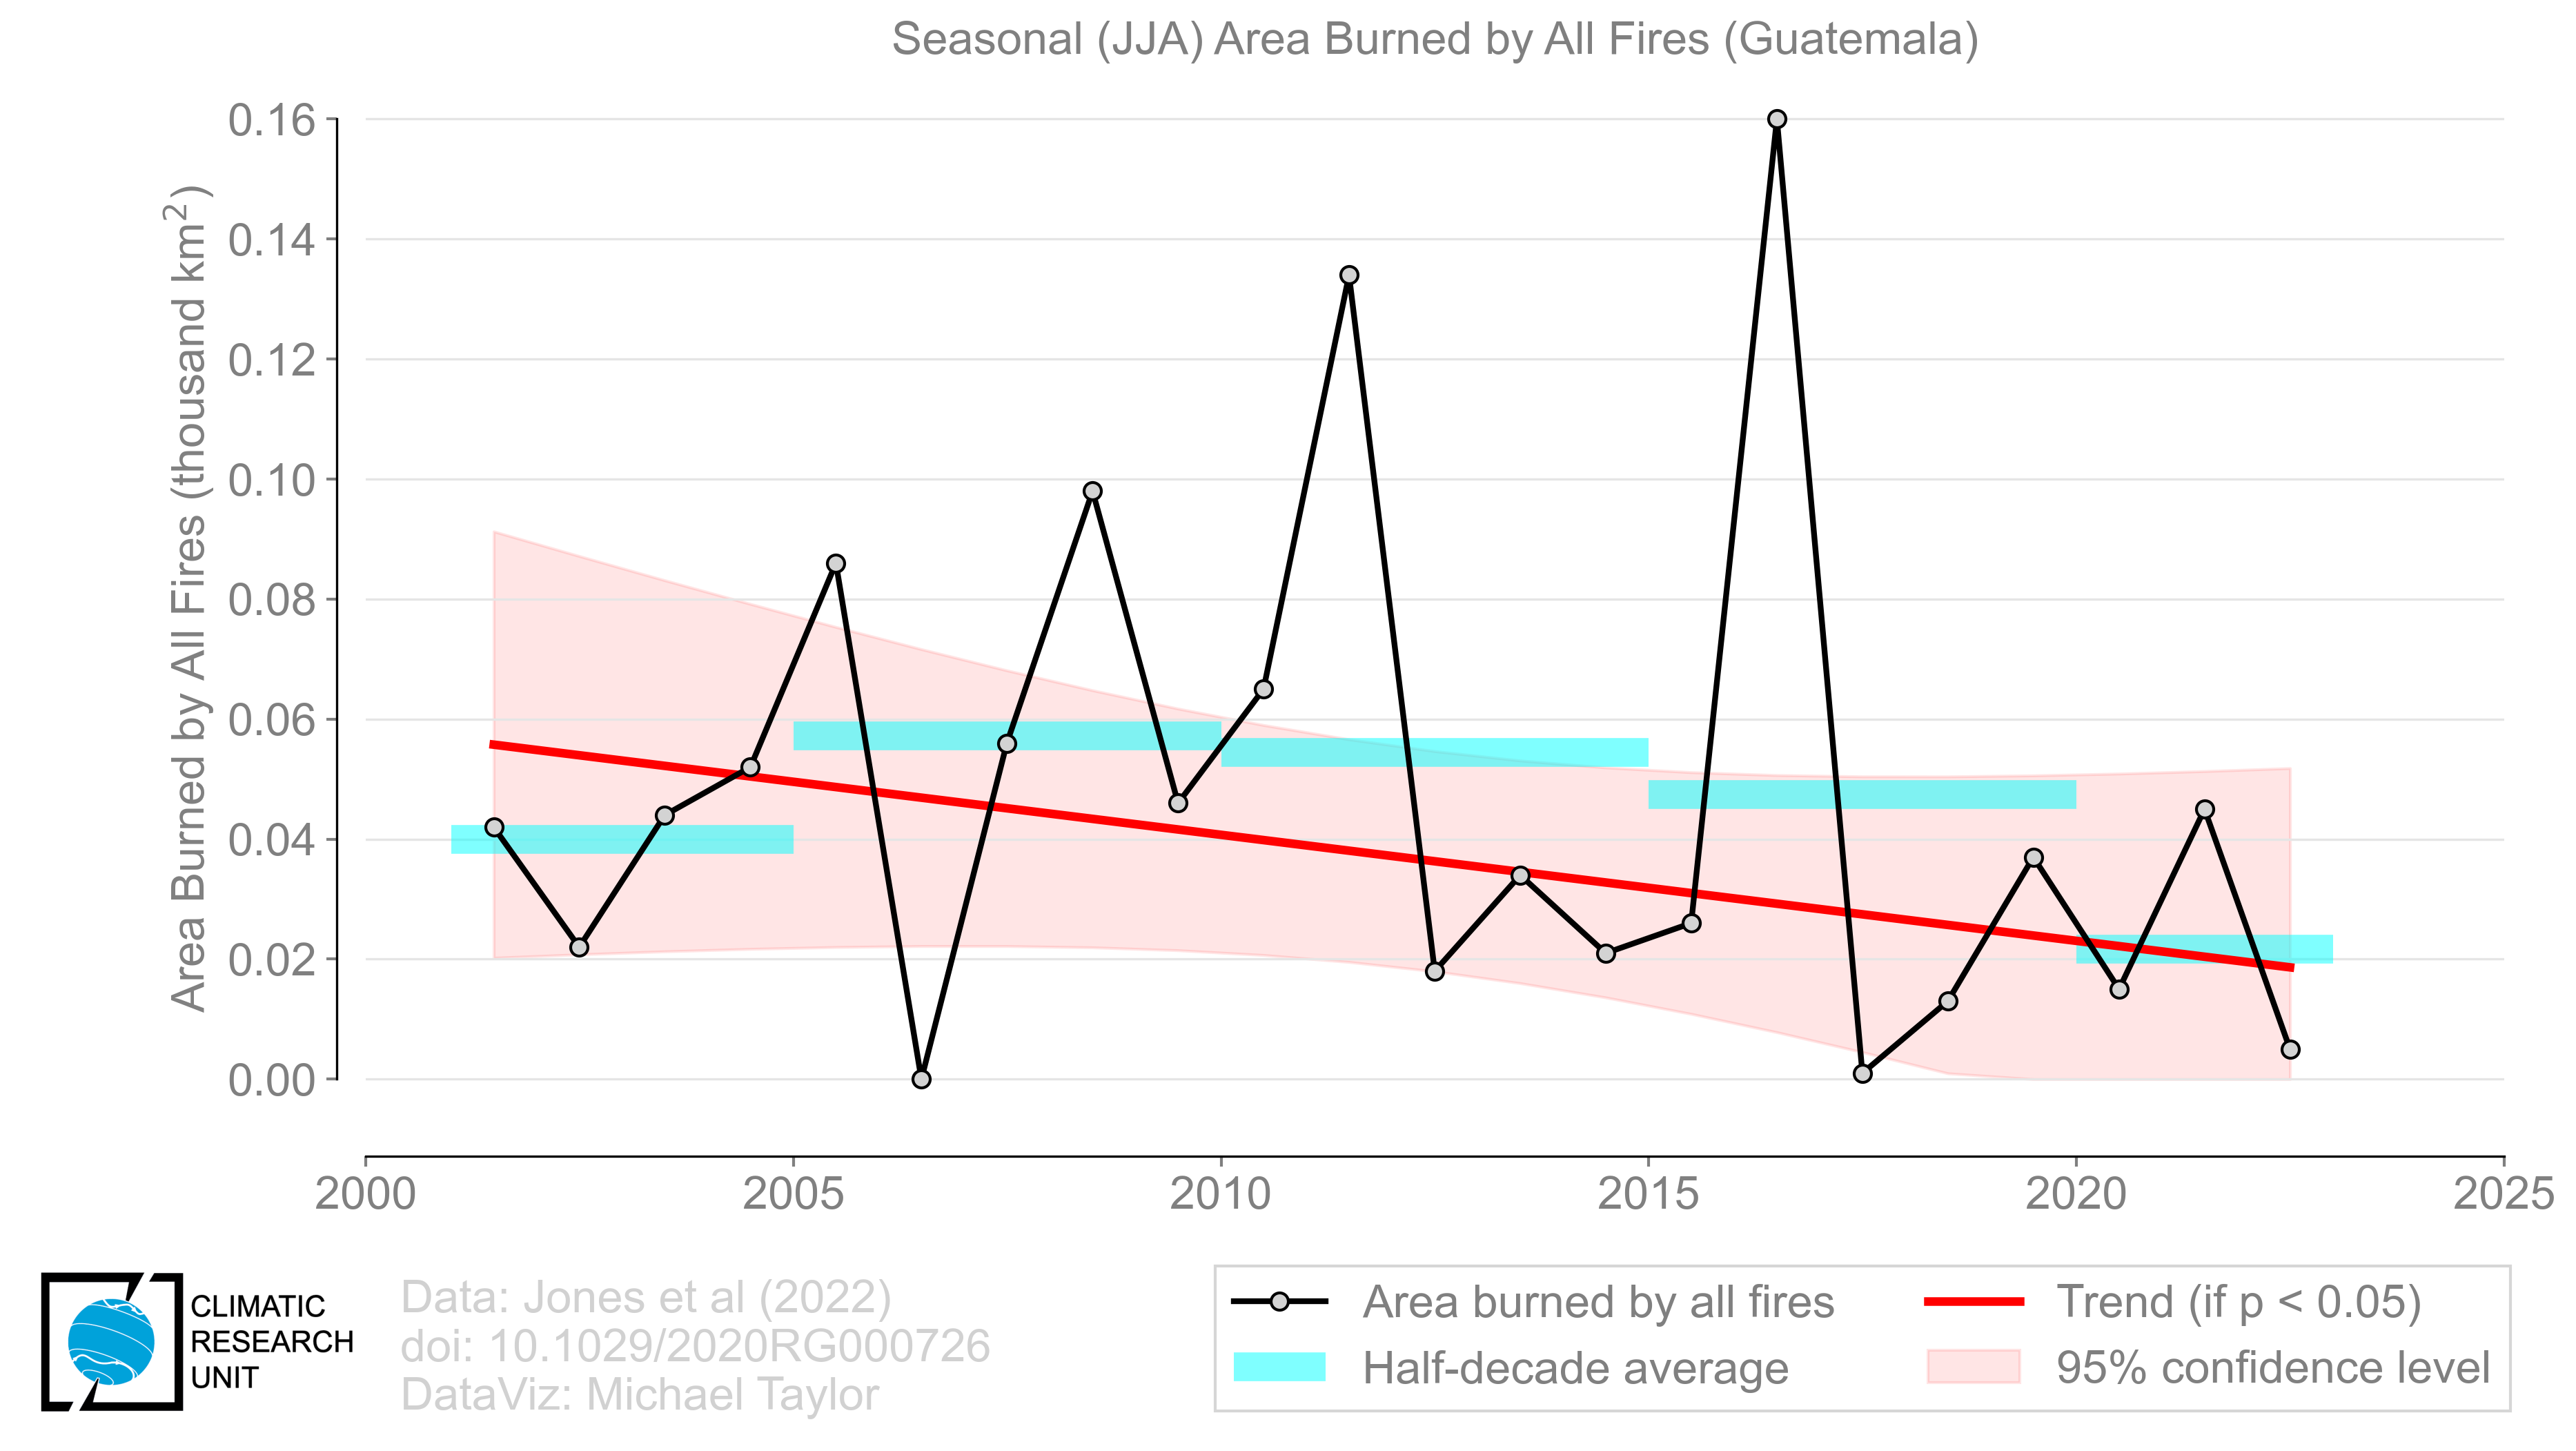 Seasonal (JJA) Area Burned by All Fires (Guatemala)
Area Burned by All Fires (thousand km²)
0.16
0.14
0.12
0.10
0.08
0.06
0.04
0.02
0.00
2000 2005 2010 2015 2020 2025
CLIMATIC
RESEARCH
UNIT
Data: Jones et al (2022)
doi: 10.1029/2020RG000726
DataViz: Michael Taylor
Area burned by all fires
Half-decade average
Trend (if p < 0.05)
95% confidence level